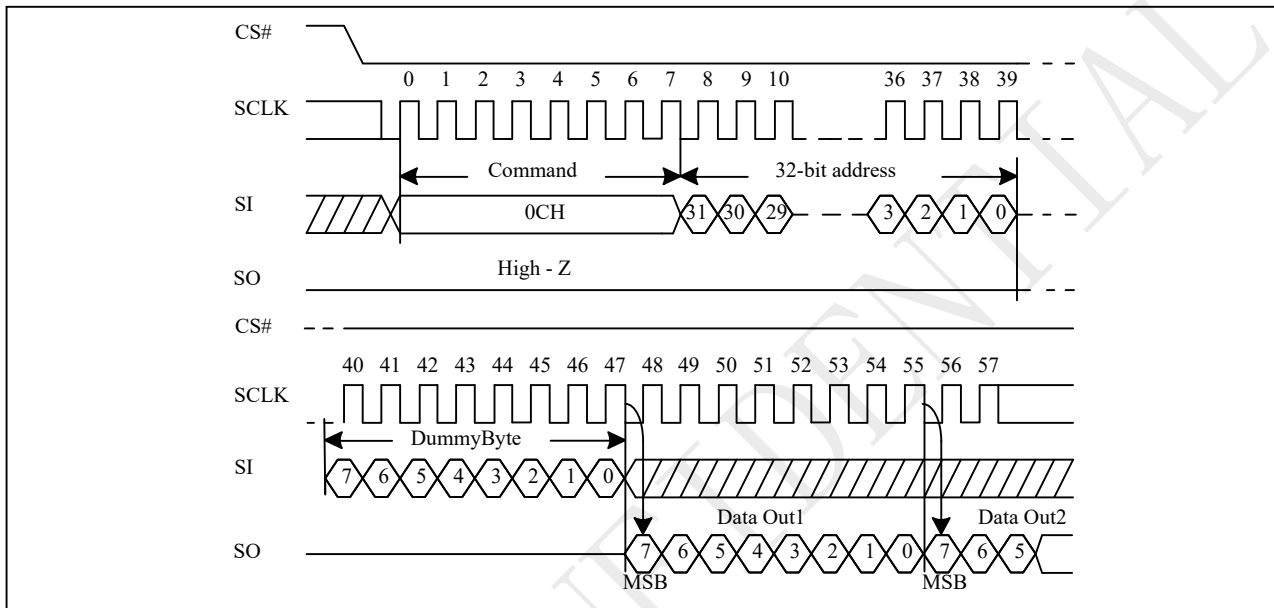 CS#
0 1 2 3 4 5 6 7 8 9 10 36 37 38 39
SCLK
Command 32-bit address
SI 0CH 31 30 29 3 2 1 0
High - Z
SO
CS#
40 41 42 43 44 45 46 47 48 49 50 51 52 53 54 55 56 57
SCLK
DummyByte
SI 7 6 5 4 3 2 1 0
Data Out1 Data Out2
SO 7 6 5 4 3 2 1 0 7 6 5
MSB MSB